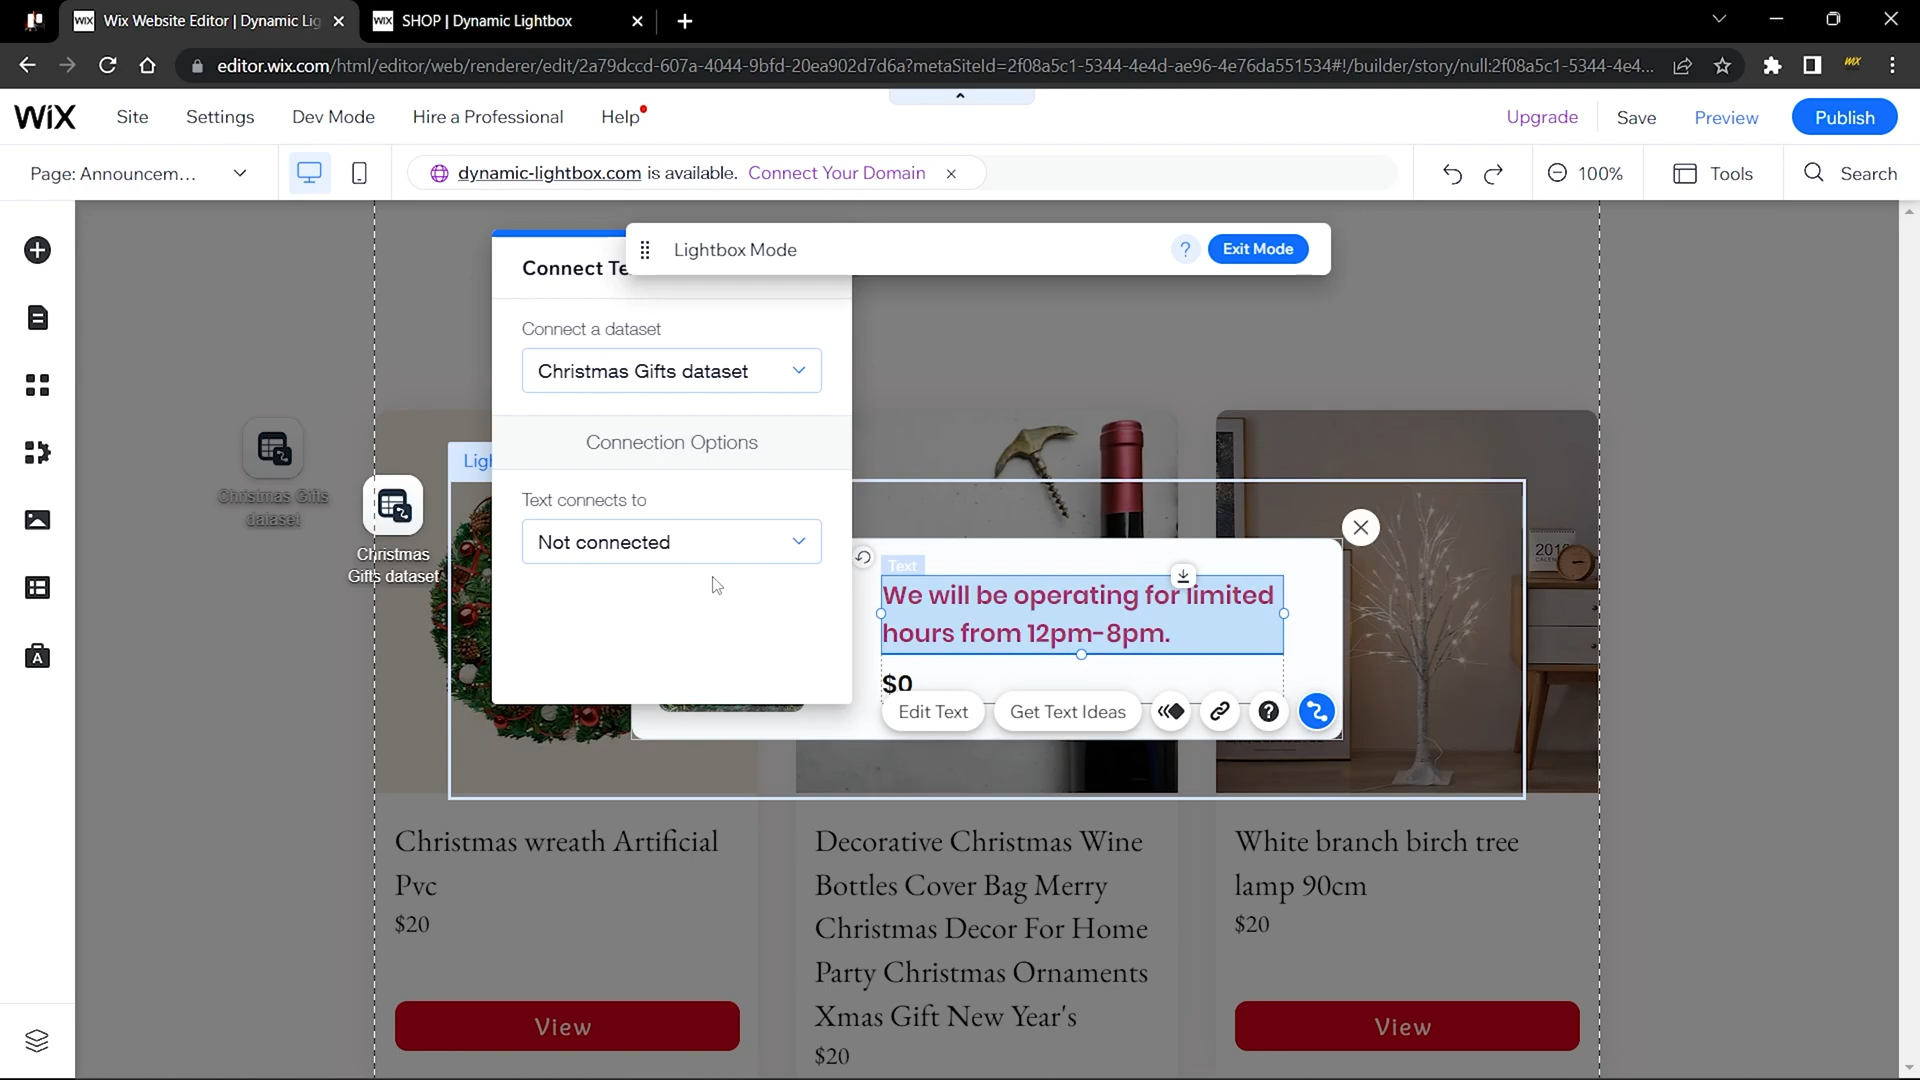 Wix Website Editor | Dynamic Lig
SHOP | Dynamic Lightbox
editor.wix.com/html/editor/web/renderer/edit/2a79dccd-607a-4044-9bfd-20ea902d7d6a?metaSiteId=2f08a5c1-5344-4e4d-ae96-4e76da551534#!/builder/story/null:2f08a5c1-5344-4e4...
WiX
Site
Settings
Dev Mode
Hire a Professional
Help
Upgrade
Save
Preview
Publish
Page: Announcem...
dynamic-lightbox.com is available. Connect Your Domain
100%
Tools
Search
Lightbox Mode
?
Exit Mode
Connect Te
Connect a dataset
Christmas Gifts dataset
Connection Options
Text connects to
Not connected
Christmas Gifts
dataset
Christmas
Gifts dataset
Ligh
Text
We will be operating for limited
hours from 12pm-8pm.
$0
Edit Text
Get Text Ideas
Christmas wreath Artificial
Pvc
$20
View
Decorative Christmas Wine
Bottles Cover Bag Merry
Christmas Decor For Home
Party Christmas Ornaments
Xmas Gift New Year's
$20
White branch birch tree
lamp 90cm
$20
View